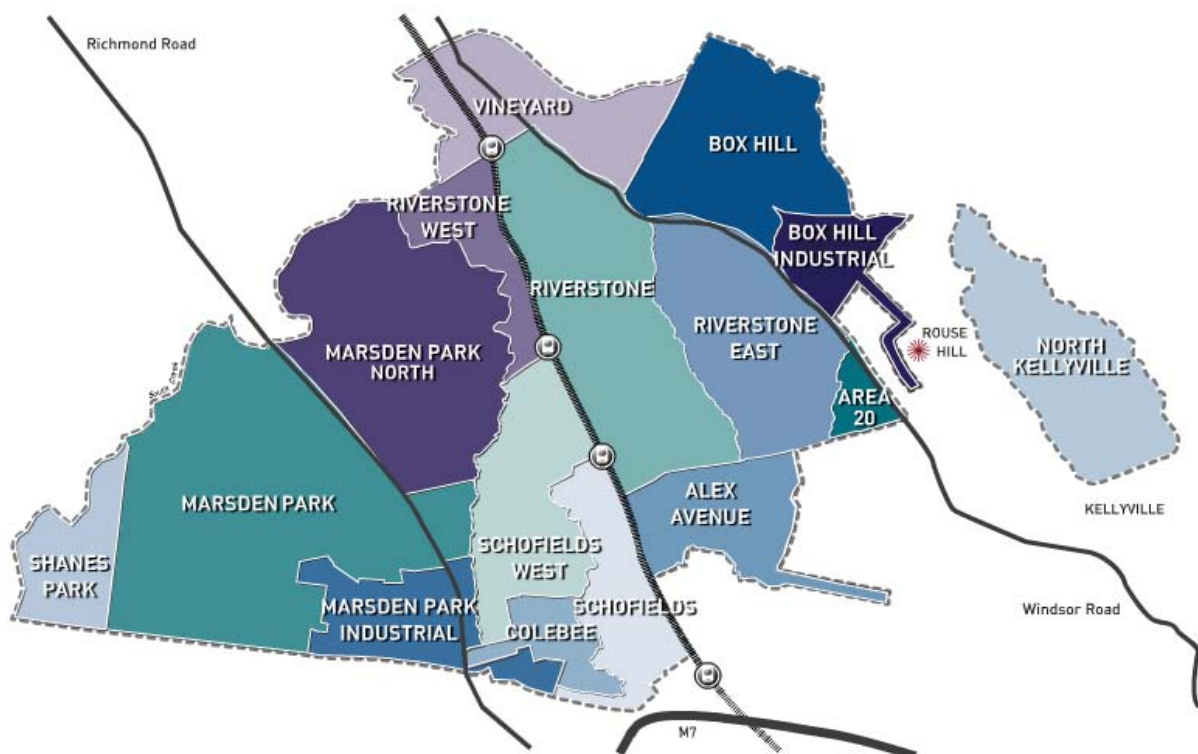 Richmond Road
VINEYARD
BOX HILL
RIVERSTONE
WEST
BOX HILL
INDUSTRIAL
RIVERSTONE
RIVERSTONE
EAST
ROUSE
HILL
NORTH
KELLYVILLE
MARSDEN PARK
NORTH
South Creek
AREA
20
MARSDEN PARK
ALEX
AVENUE
KELLYVILLE
SHANES
PARK
SCHOFIELDS
WEST
MARSDEN PARK
INDUSTRIAL
COLEBEE
SCHOFIELDS
Windsor Road
M7